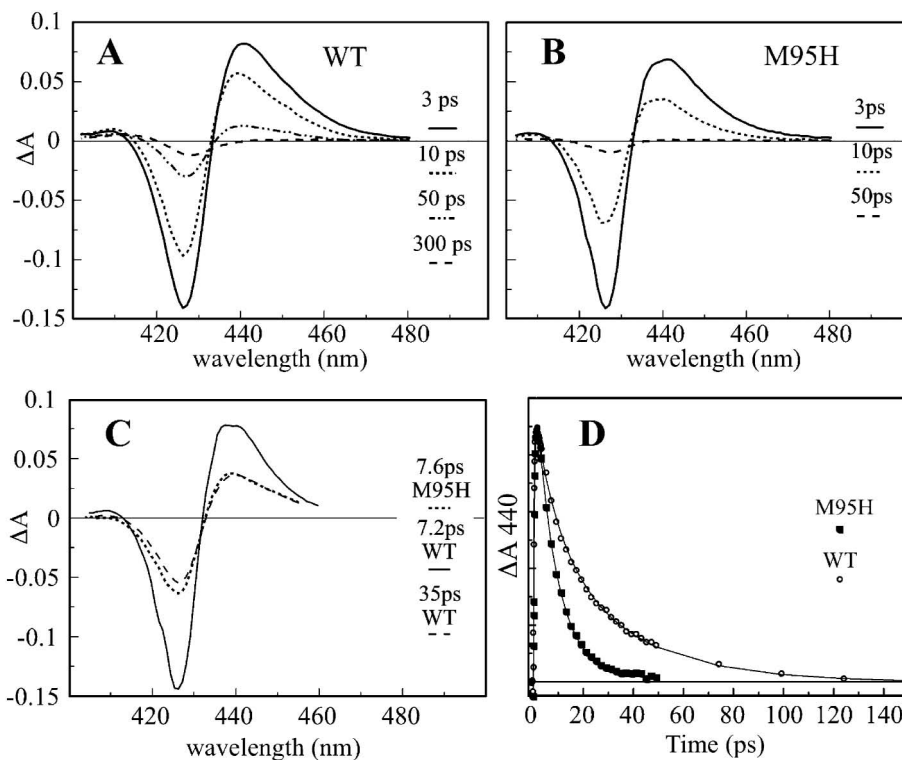 A
WT
0.1
0.05
0
-0.05
-0.1
-0.15
ΔA
3 ps
10 ps
50 ps
300 ps
420 440 460 480
wavelength (nm)
B
M95H
3ps
10ps
50ps
420 440 460 480
wavelength (nm)
C
0.1
0.05
0
-0.05
-0.1
-0.15
ΔA
7.6ps
M95H
7.2ps
WT
35ps
WT
420 440 460 480
wavelength (nm)
D
ΔA 440
M95H
WT
0 20 40 60 80 100 120 140
Time (ps)